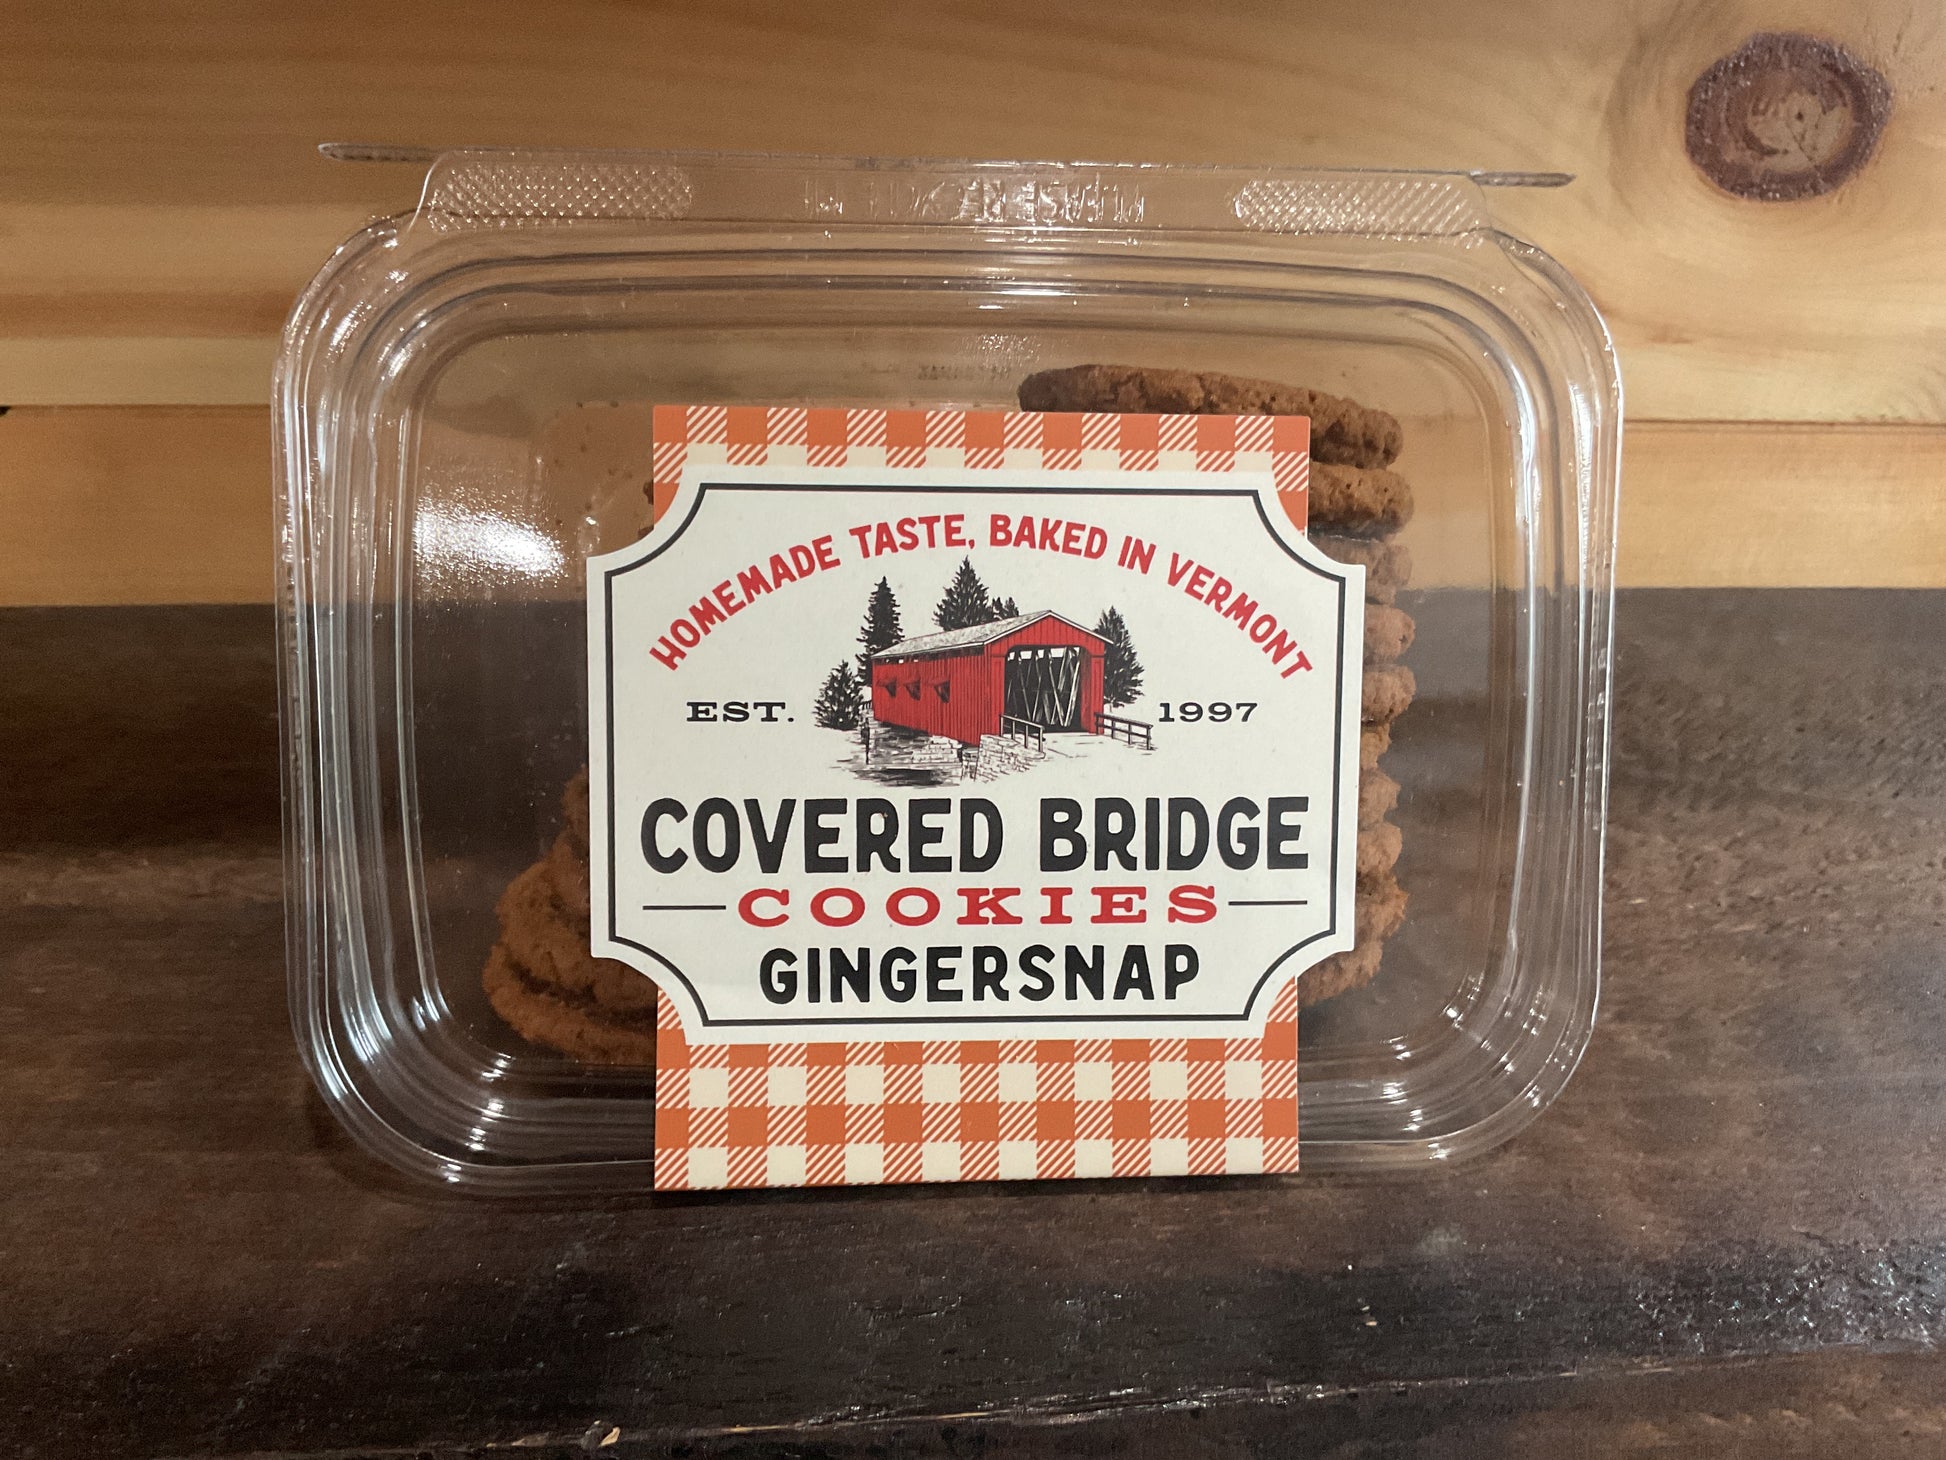 HOMEMADE TASTE, BAKED IN VERMONT
EST. 1997
COVERED BRIDGE
COOKIES
GINGERSNAP